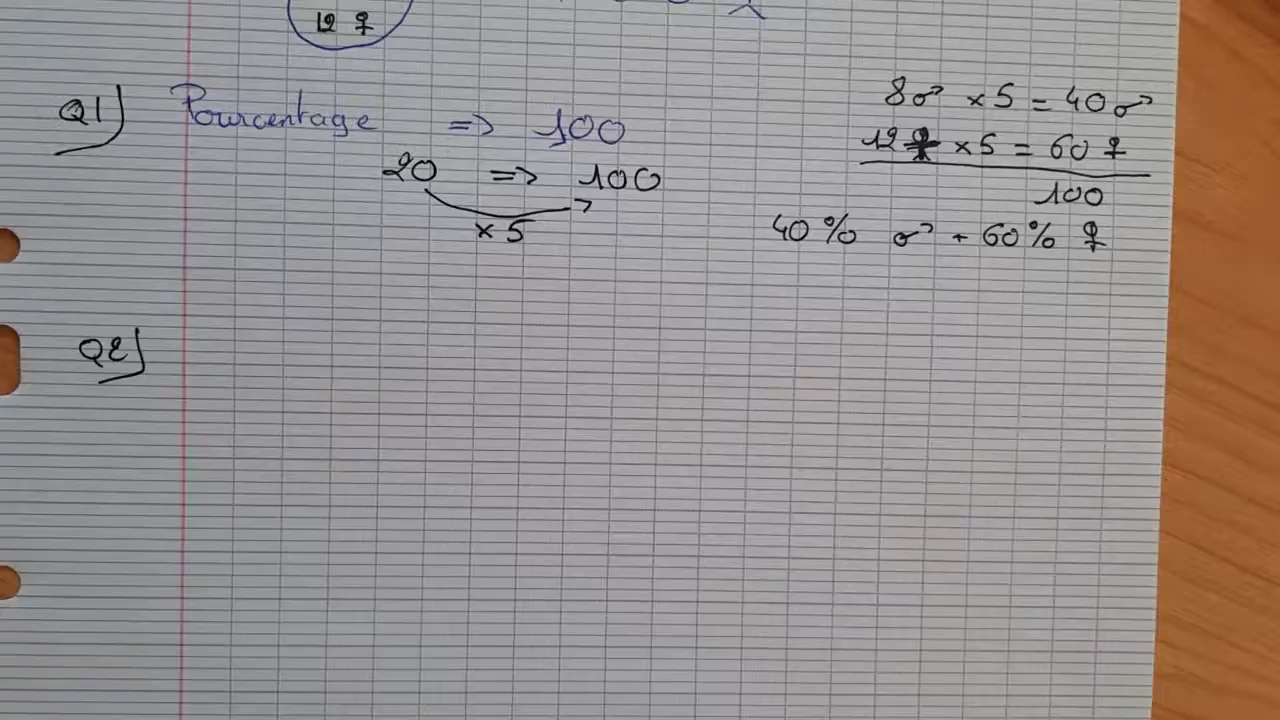 12 ♀
Q1) Pourcentage => 100
20 => 100
x 5
8 ♂ x 5 = 40 ♂
12 ♀ x 5 = 60 ♀
100
40 % ♂ + 60 % ♀
Q2)